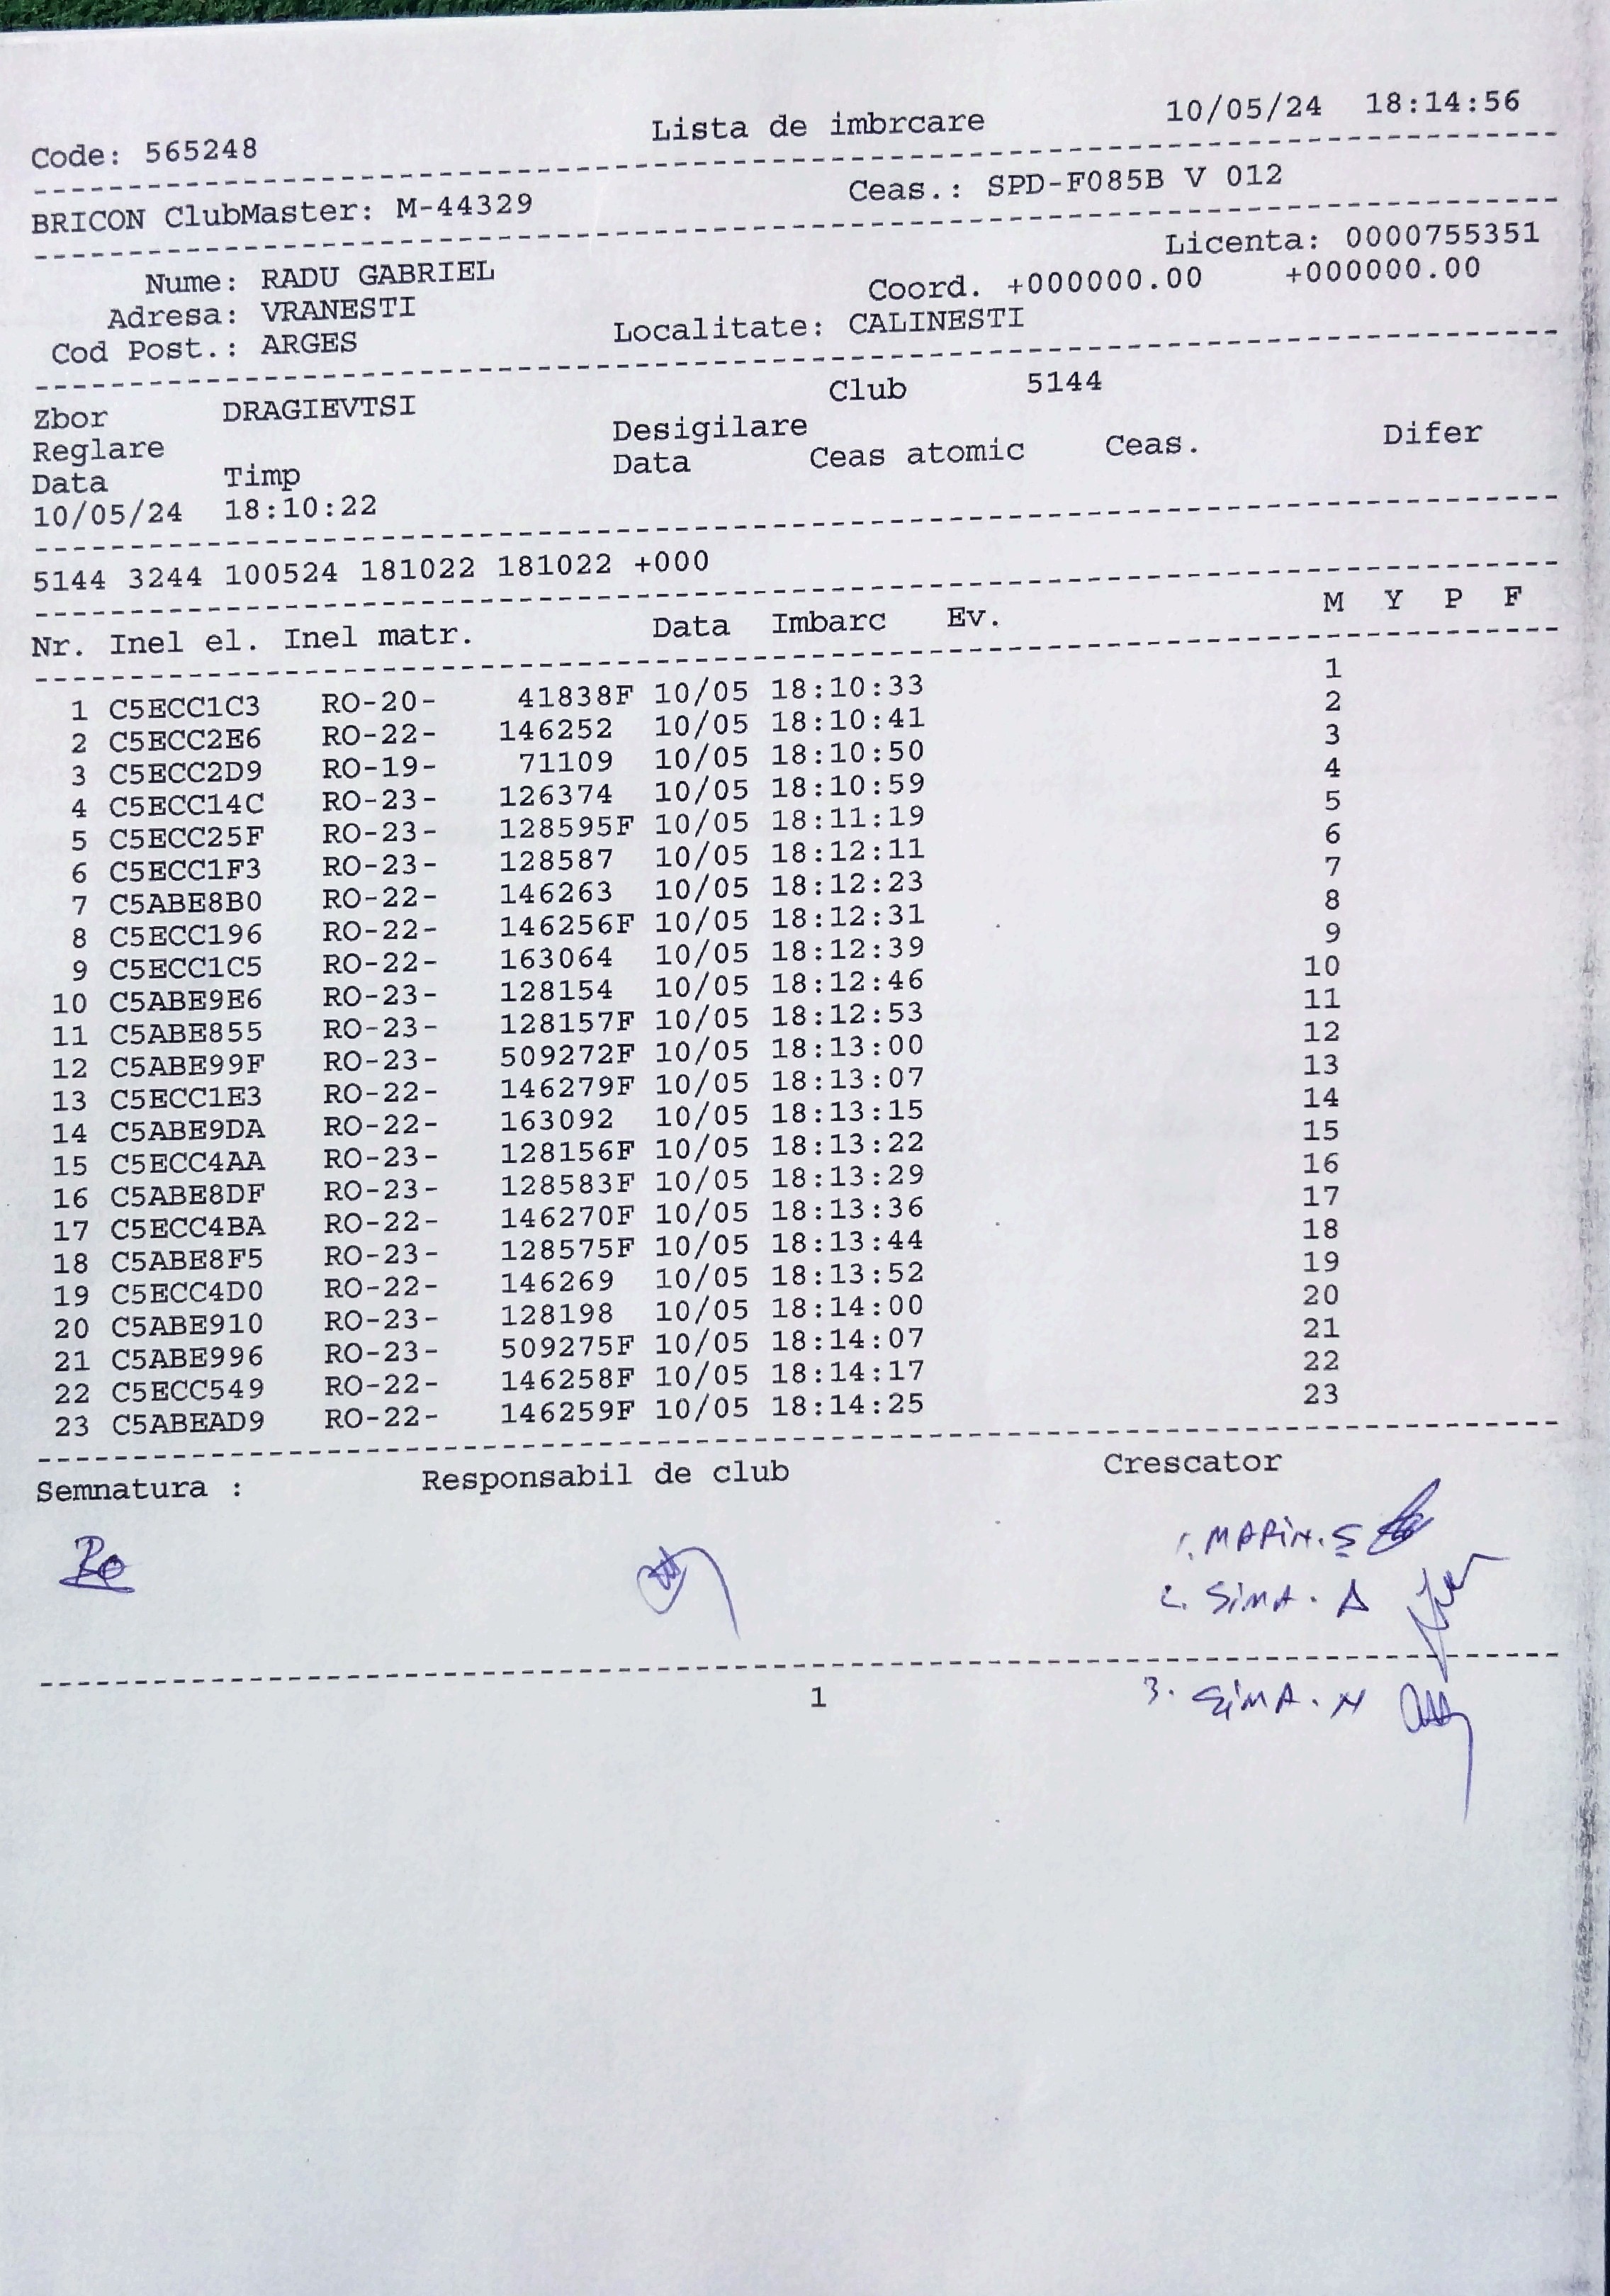 Lista de imbrcare 10/05/24 18:14:56
Code: 565248
BRICON ClubMaster: M-44329 Ceas.: SPD-F085B V 012
Licenta: 0000755351
Nume: RADU GABRIEL Coord. +000000.00 +000000.00
Adresa: VRANESTI
Cod Post.: ARGES Localitate: CALINESTI
Zbor DRAGIEVTSI Club 5144
Reglare Desigilare
Data Timp Data Ceas atomic Ceas. Difer
10/05/24 18:10:22
5144 3244 100524 181022 181022 +000
Nr. Inel el. Inel matr. Data Imbarc Ev. M Y P F
1 C5ECC1C3 RO-20- 41838F 10/05 18:10:33 1
2 C5ECC2E6 RO-22- 146252 10/05 18:10:41 2
3 C5ECC2D9 RO-19- 71109 10/05 18:10:50 3
4 C5ECC14C RO-23- 126374 10/05 18:10:59 4
5 C5ECC25F RO-23- 128595F 10/05 18:11:19 5
6 C5ECC1F3 RO-23- 128587 10/05 18:12:11 6
7 C5ABE8B0 RO-22- 146263 10/05 18:12:23 7
8 C5ECC196 RO-22- 146256F 10/05 18:12:31 8
9 C5ECC1C5 RO-22- 163064 10/05 18:12:39 9
10 C5ABE9E6 RO-23- 128154 10/05 18:12:46 10
11 C5ABE855 RO-23- 128157F 10/05 18:12:53 11
12 C5ABE99F RO-23- 509272F 10/05 18:13:00 12
13 C5ECC1E3 RO-22- 146279F 10/05 18:13:07 13
14 C5ABE9DA RO-22- 163092 10/05 18:13:15 14
15 C5ECC4AA RO-23- 128156F 10/05 18:13:22 15
16 C5ABE8DF RO-23- 128583F 10/05 18:13:29 16
17 C5ECC4BA RO-22- 146270F 10/05 18:13:36 17
18 C5ABE8F5 RO-23- 128575F 10/05 18:13:44 18
19 C5ECC4D0 RO-22- 146269 10/05 18:13:52 19
20 C5ABE910 RO-23- 128198 10/05 18:14:00 20
21 C5ABE996 RO-23- 509275F 10/05 18:14:07 21
22 C5ECC549 RO-22- 146258F 10/05 18:14:17 22
23 C5ABEAD9 RO-22- 146259F 10/05 18:14:25 23
Semnatura : Responsabil de club Crescator
1. MARIN. S
2. SIMA. A
3. SIMA. N
1